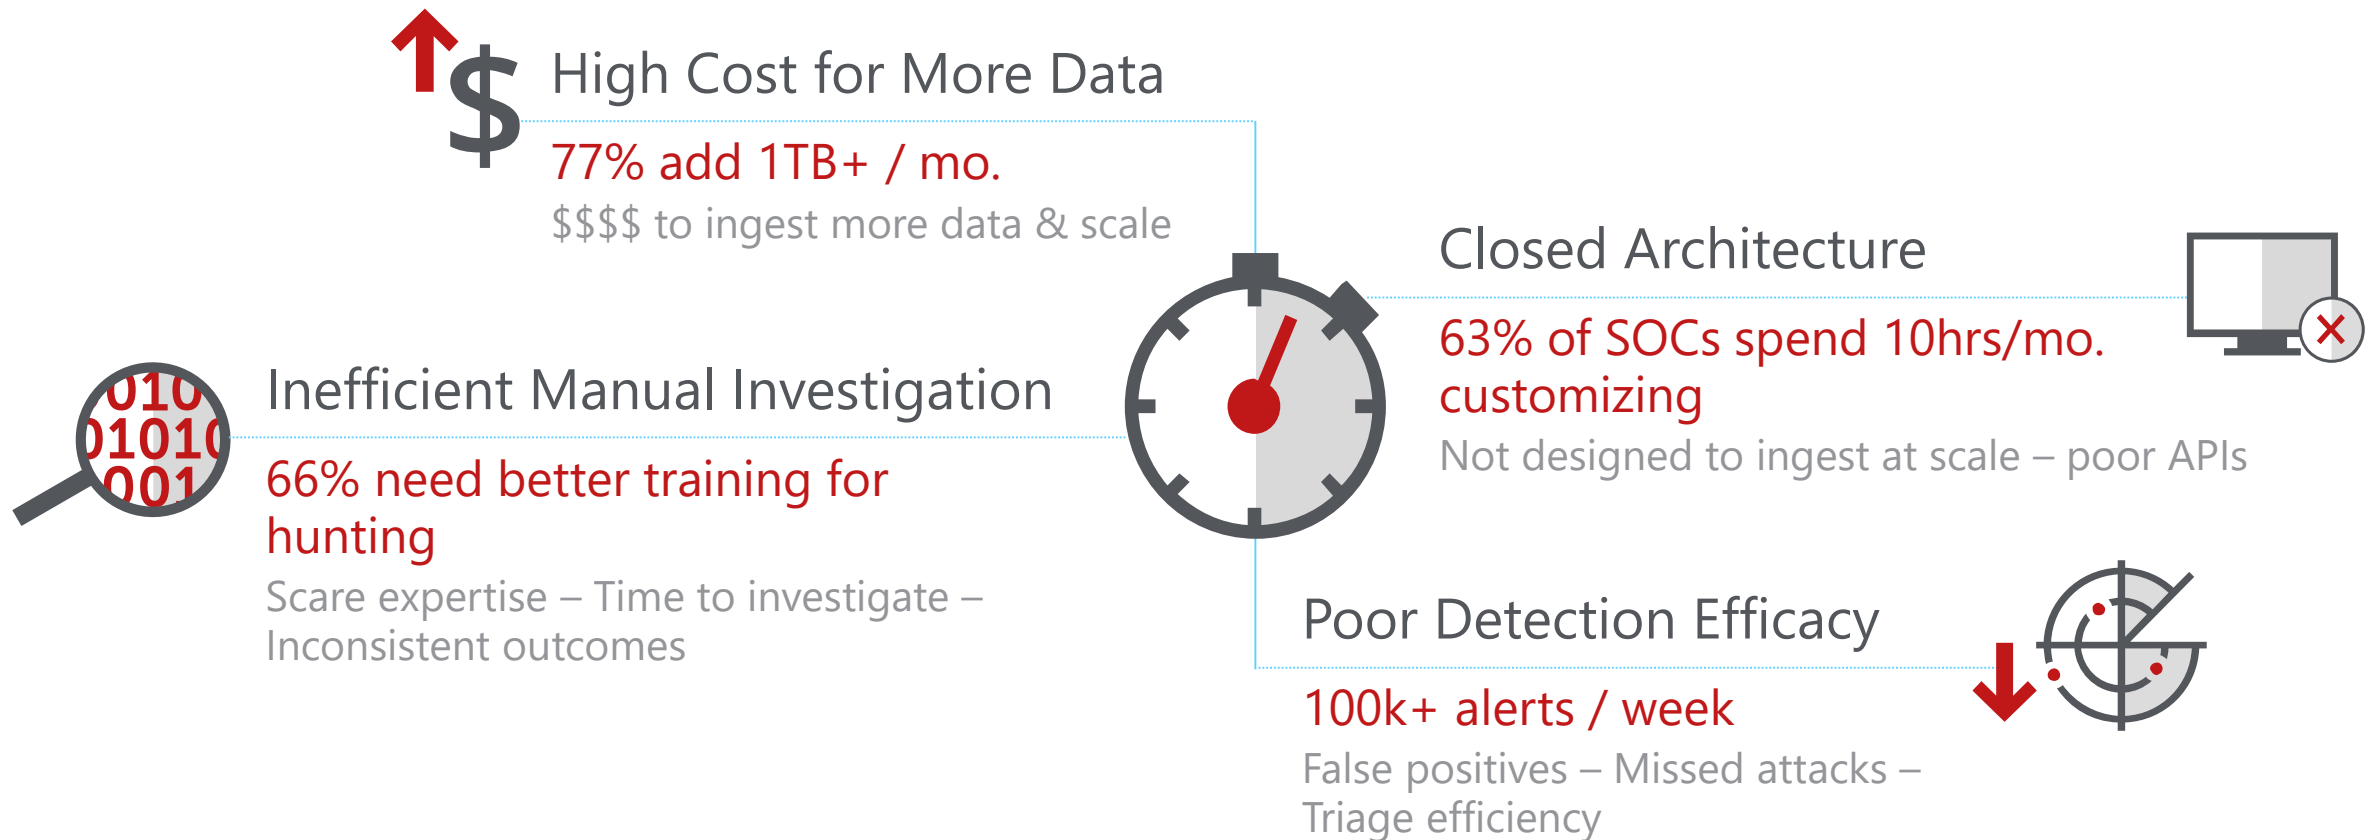 $
High Cost for More Data
77% add 1TB+ / mo.
$$$$ to ingest more data & scale
Closed Architecture
63% of SOCs spend 10hrs/mo.
customizing
Not designed to ingest at scale – poor APIs
010
01010
001
Inefficient Manual Investigation
66% need better training for
hunting
Scare expertise – Time to investigate –
Inconsistent outcomes
Poor Detection Efficacy
100k+ alerts / week
False positives – Missed attacks –
Triage efficiency